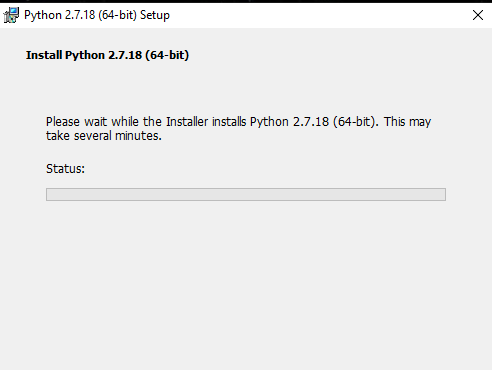 Python 2.7.18 (64-bit) Setup
Install Python 2.7.18 (64-bit)
Please wait while the Installer installs Python 2.7.18 (64-bit). This may
take several minutes.
Status: